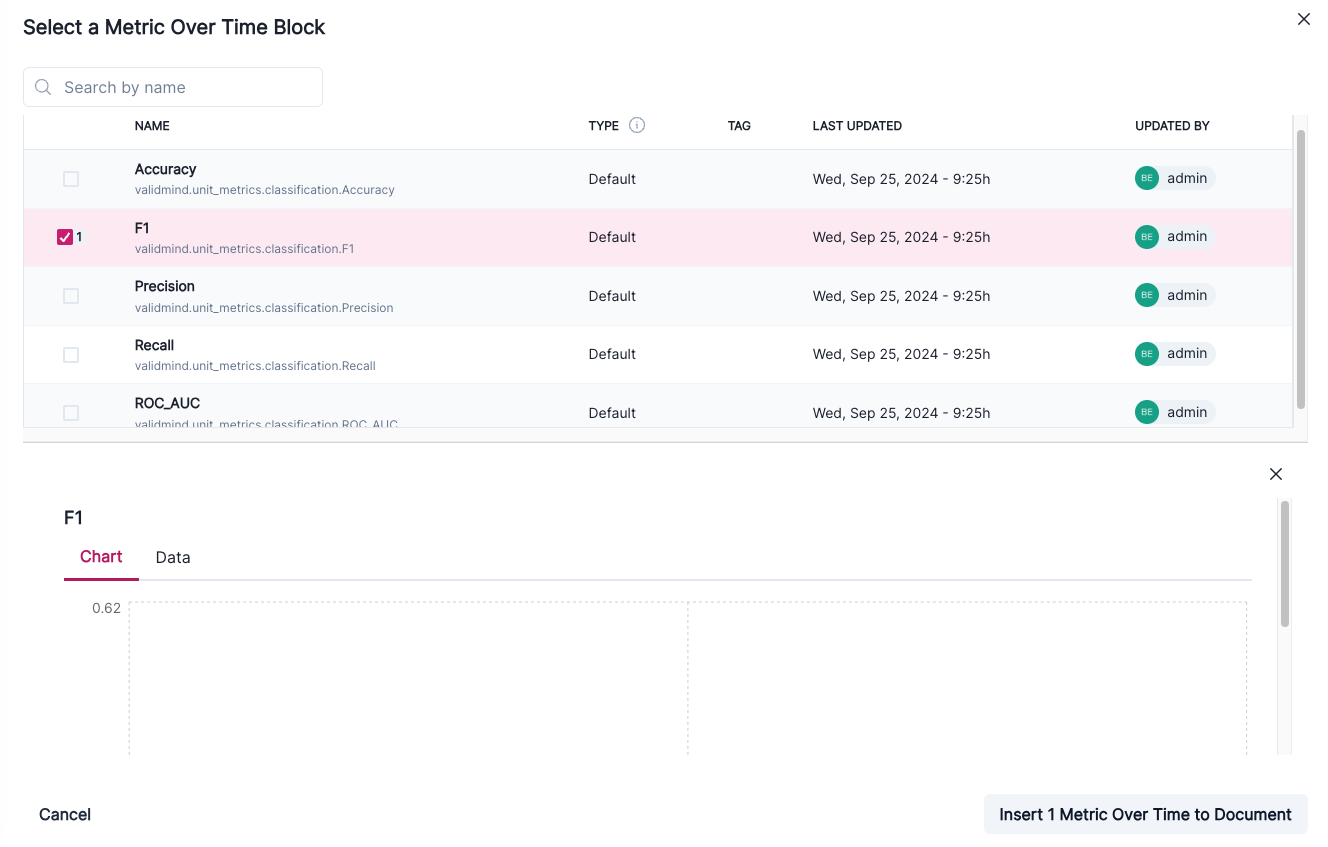 Select a Metric Over Time Block
Search by name
NAME TYPE TAG LAST UPDATED UPDATED BY
Accuracy
validmind.unit_metrics.classification.Accuracy
Default Wed, Sep 25, 2024 - 9:25h BE admin
1 F1
validmind.unit_metrics.classification.F1
Default Wed, Sep 25, 2024 - 9:25h BE admin
Precision
validmind.unit_metrics.classification.Precision
Default Wed, Sep 25, 2024 - 9:25h BE admin
Recall
validmind.unit_metrics.classification.Recall
Default Wed, Sep 25, 2024 - 9:25h BE admin
ROC_AUC
validmind.unit_metrics.classification.ROC_AUC
Default Wed, Sep 25, 2024 - 9:25h BE admin
F1
Chart Data
0.62
Cancel Insert 1 Metric Over Time to Document